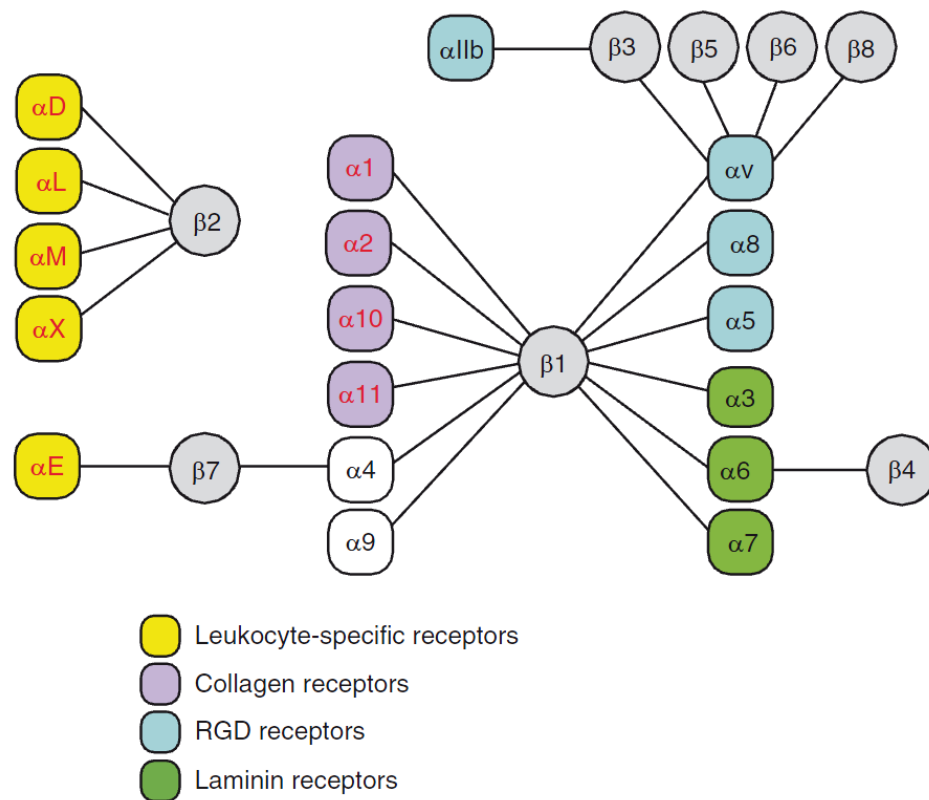 αIIb β3 β5 β6 β8
αD
α1 αv
αL
β2 α2 α8
αM
α10 α5
αX
β1
α11 α3
αE β7 α4 α6 β4
α9 α7
Leukocyte-specific receptors
Collagen receptors
RGD receptors
Laminin receptors